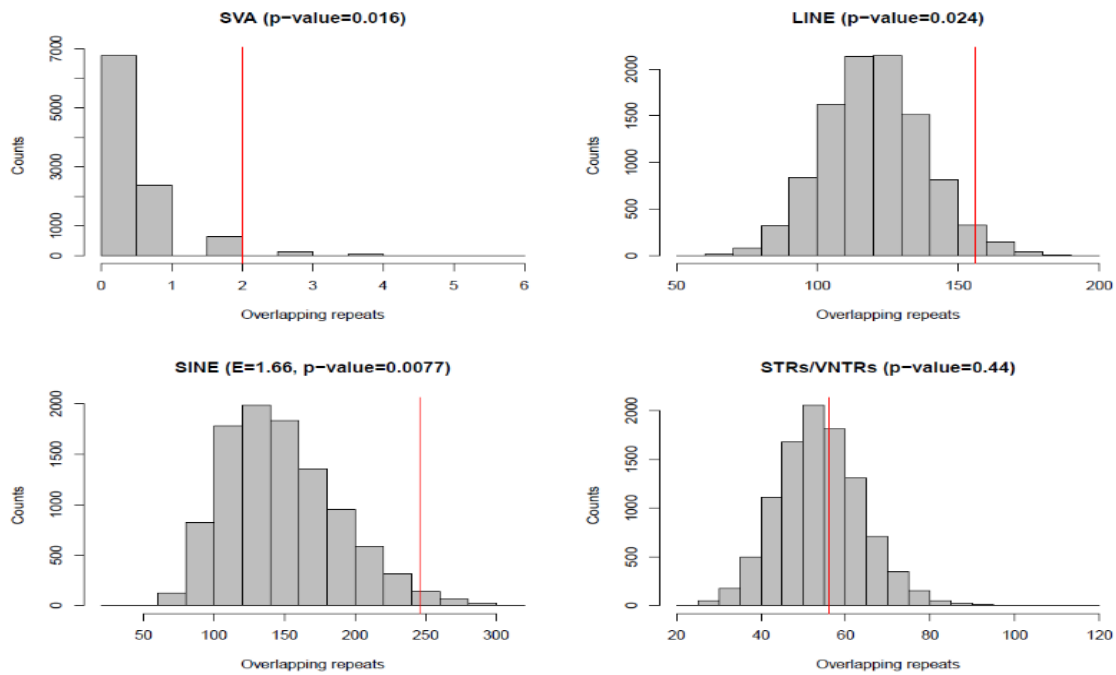 SVA (p−value=0.016)
Counts
7000
5000
3000
1000
0
0 1 2 3 4 5 6
Overlapping repeats
LINE (p−value=0.024)
Counts
2000
1500
1000
500
0
50 100 150 200
Overlapping repeats
SINE (E=1.66, p−value=0.0077)
Counts
2000
1500
1000
500
0
50 100 150 200 250 300
Overlapping repeats
STRs/VNTRs (p−value=0.44)
Counts
2000
1500
1000
500
0
20 40 60 80 100 120
Overlapping repeats